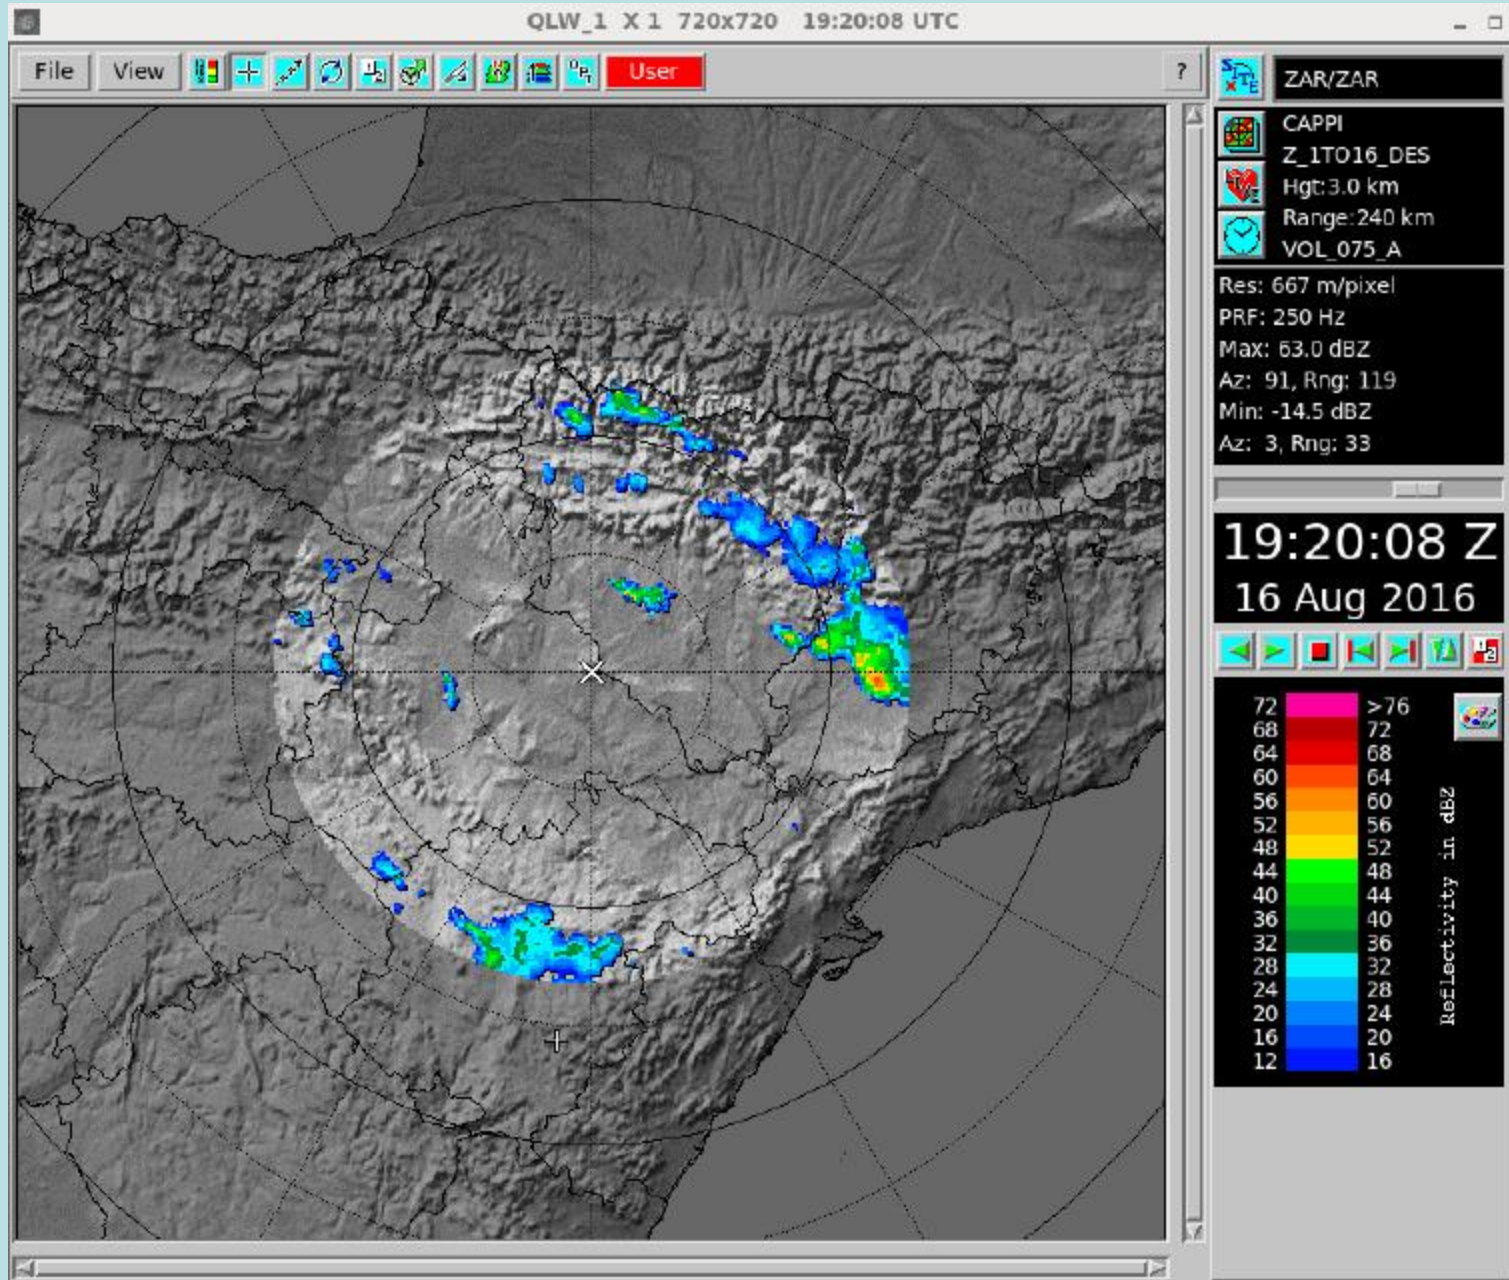 QLW_1 X 1 720x720 19:20:08 UTC
File View User ?
ZAR/ZAR
CAPPI
Z_1TO16_DES
Hgt:3.0 km
Range:240 km
VOL_075_A
Res: 667 m/pixel
PRF: 250 Hz
Max: 63.0 dBZ
Az: 91, Rng: 119
Min: -14.5 dBZ
Az: 3, Rng: 33
19:20:08 Z
16 Aug 2016
72 >76
68 72
64 68
60 64
56 60
52 56
48 52
44 48
40 44
36 40
32 36
28 32
24 28
20 24
16 20
12 16
Reflectivity in dBZ